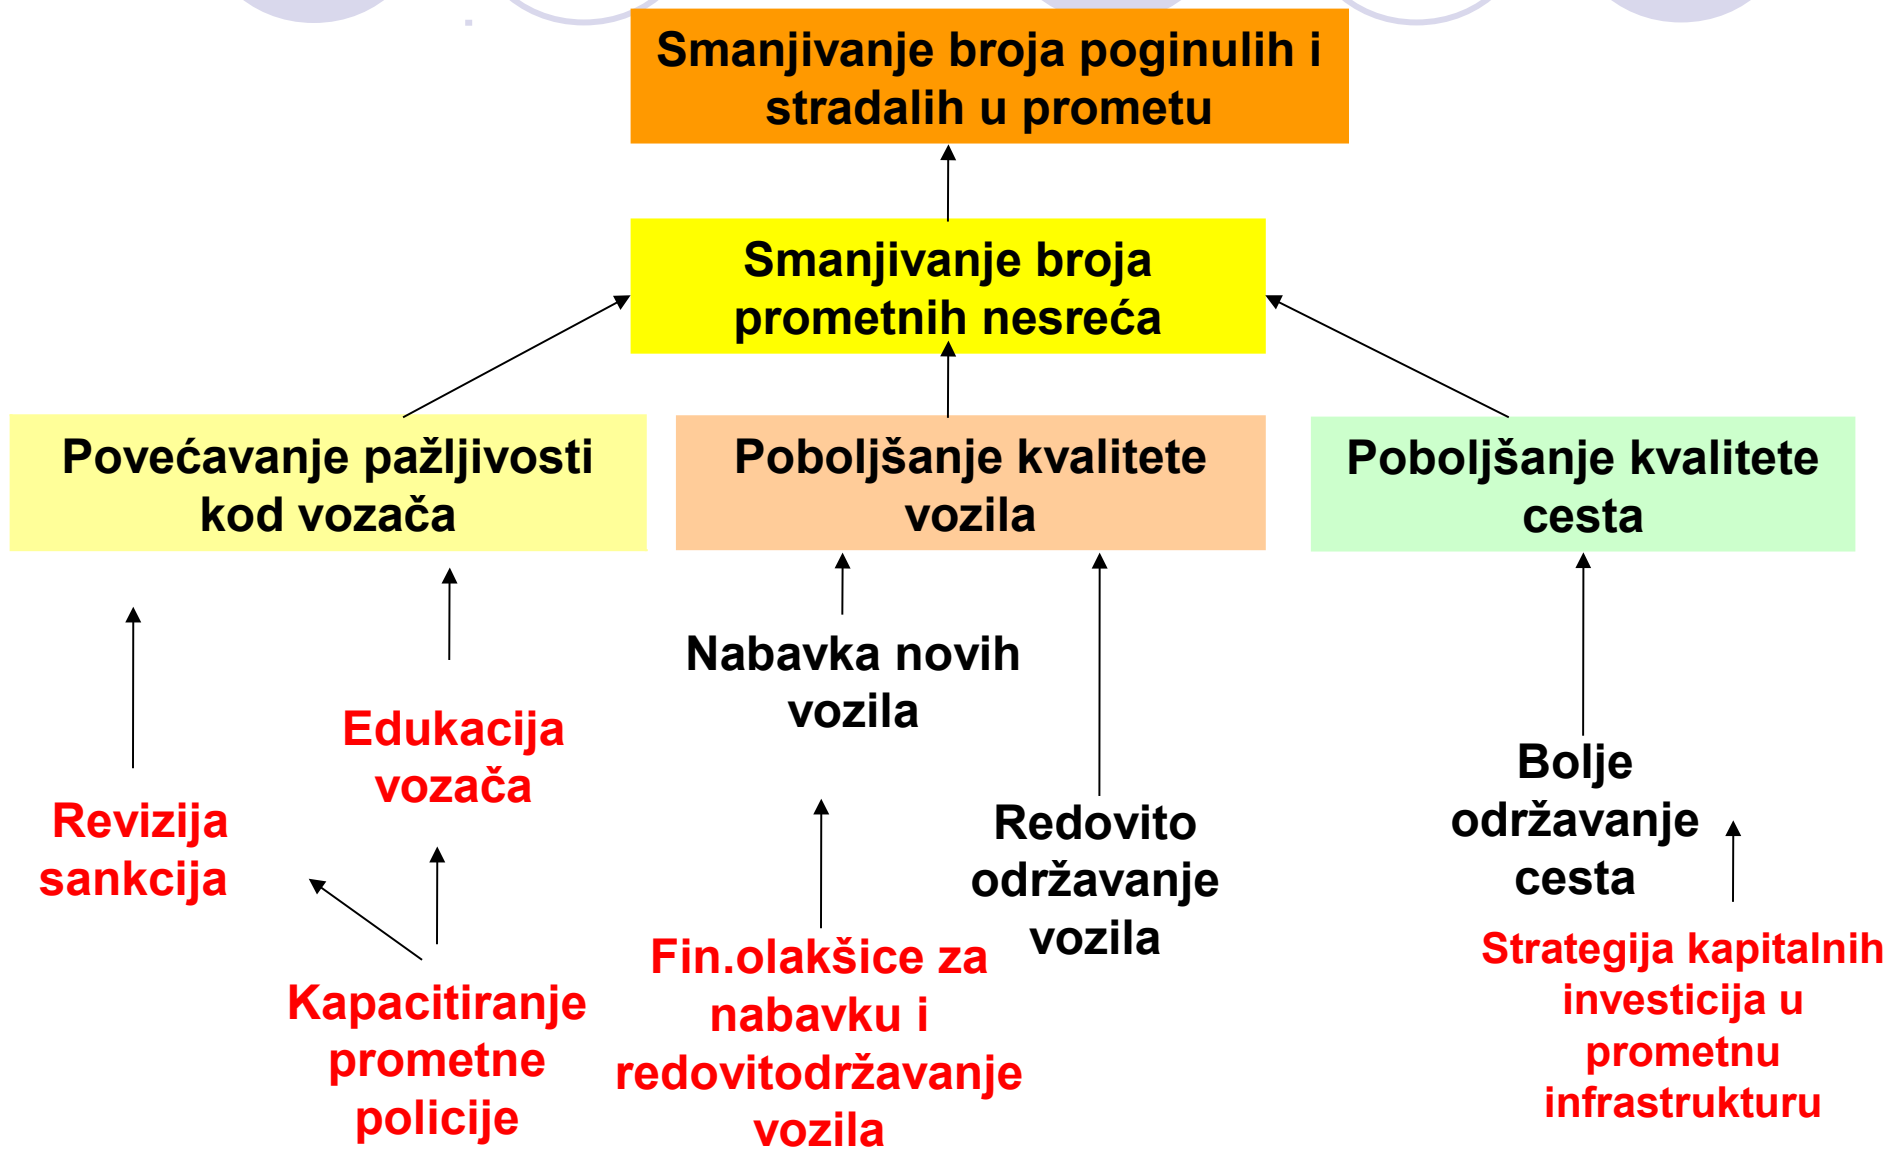 Smanjivanje broja poginulih i
stradalih u prometu
Smanjivanje broja
prometnih nesreća
Povećavanje pažljivosti
kod vozača
Poboljšanje kvalitete
vozila
Poboljšanje kvalitete
cesta
Nabavka novih
vozila
Edukacija
vozača
Revizija
sankcija
Redovito
održavanje
vozila
Bolje
održavanje
cesta
Kapacitiranje
prometne
policije
Fin.olakšice za
nabavku i
redovitodržavanje
vozila
Strategija kapitalnih
investicija u
prometnu
infrastrukturu